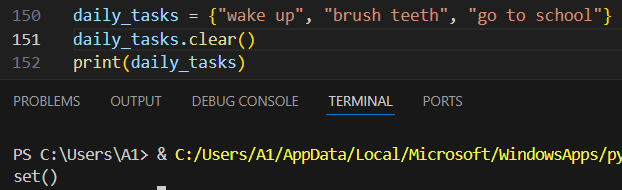 150 daily_tasks = {"wake up", "brush teeth", "go to school"}
151 daily_tasks.clear()
152 print(daily_tasks)
PROBLEMS OUTPUT DEBUG CONSOLE TERMINAL PORTS
PS C:\Users\A1> & C:/Users/A1/AppData/Local/Microsoft/WindowsApps/py
set()